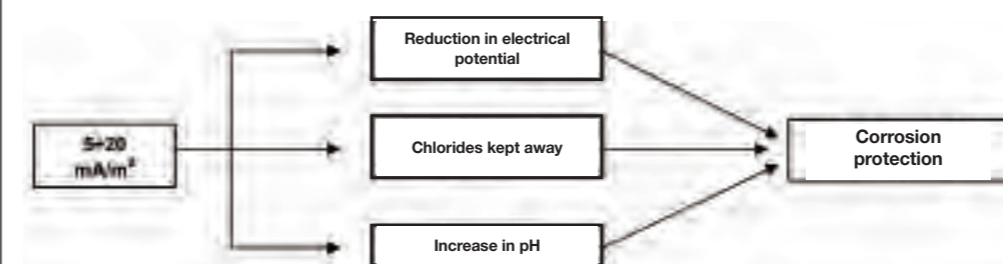 Reduction in electrical
potential
5-20
mA/m²
Chlorides kept away
Corrosion
protection
Increase in pH